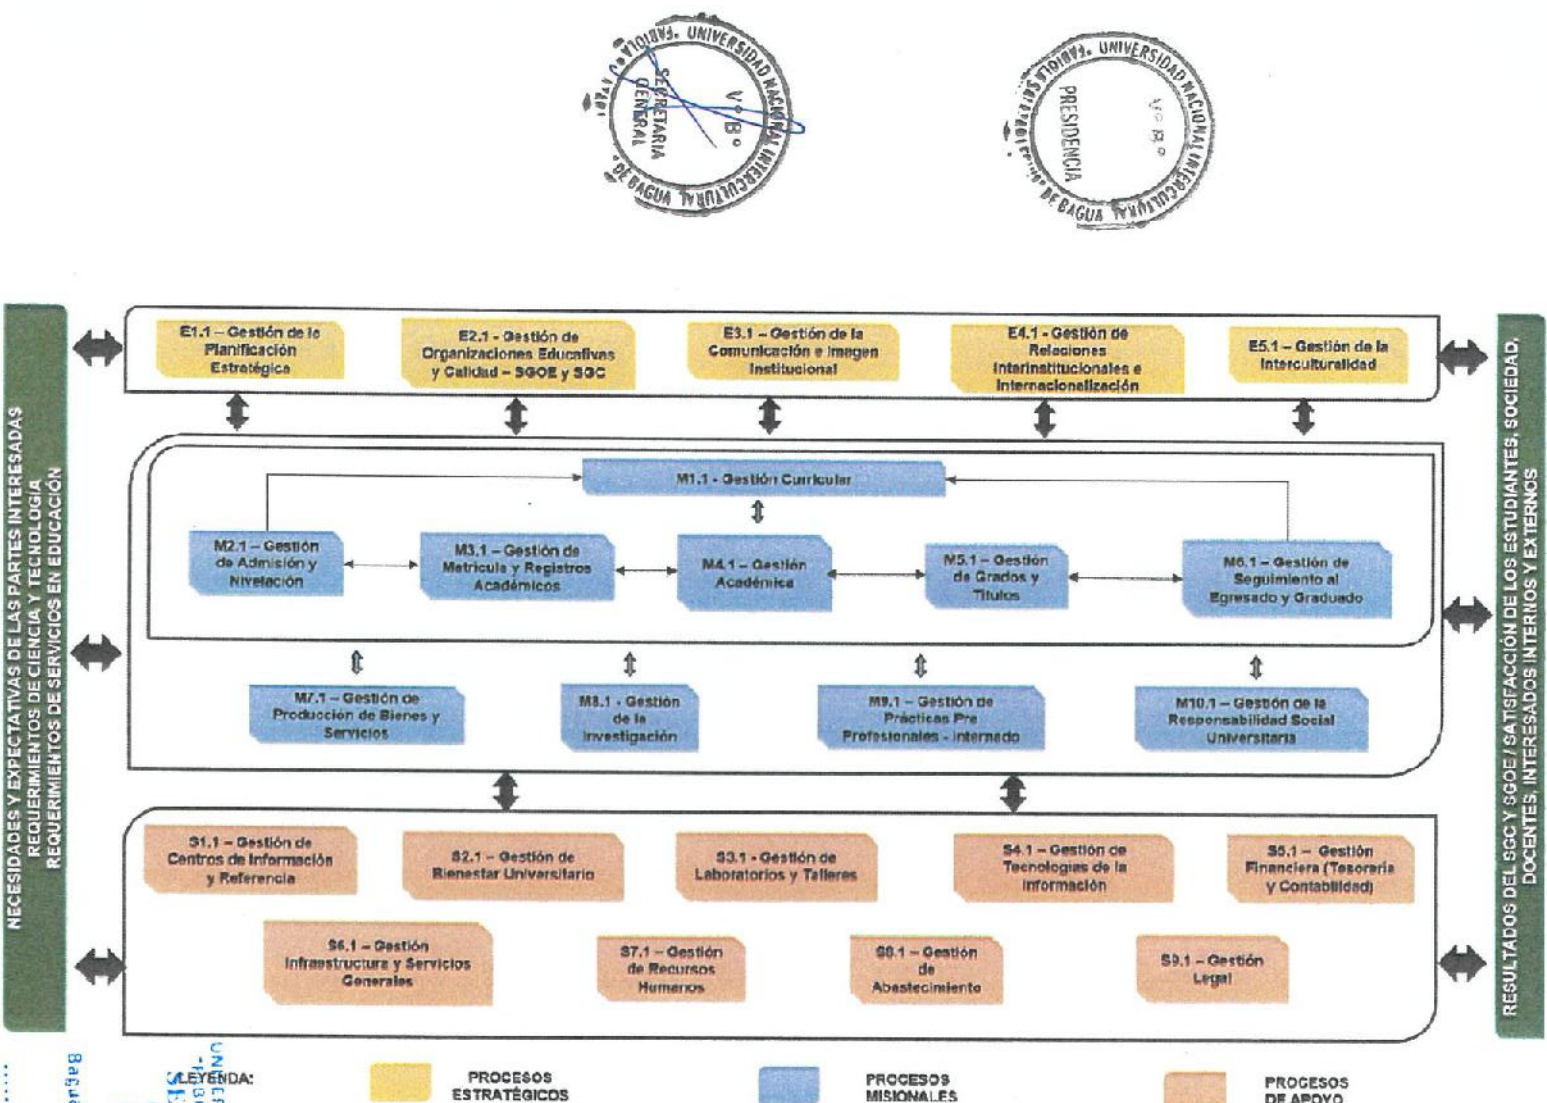 UNIVERSIDAD NACIONAL INTERCULTURAL
DE BAGUA
SECRETARIA
GENERAL
V°B°
UNIVERSIDAD NACIONAL INTERCULTURAL
DE BAGUA
PRESIDENCIA
V°B°
NECESIDADES Y EXPECTATIVAS DE LAS PARTES INTERESADAS
REQUERIMIENTOS DE CIENCIA Y TECNOLOGÍA
REQUERIMIENTOS DE SERVICIOS EN EDUCACIÓN
E1.1 – Gestión de la
Planificación
Estratégica
E2.1 - Gestión de
Organizaciones Educativas
y Calidad – SGOE y SGC
E3.1 – Gestión de la
Comunicación e Imagen
Institucional
E4.1 - Gestión de
Relaciones
Interinstitucionales e
Internacionalización
E5.1 – Gestión de la
Interculturalidad
M1.1 - Gestión Curricular
M2.1 – Gestión
de Admisión y
Nivelación
M3.1 – Gestión de
Matrícula y Registros
Académicos
M4.1 – Gestión
Académica
M5.1 – Gestión
de Grados y
Títulos
M6.1 – Gestión de
Seguimiento al
Egresado y Graduado
M7.1 – Gestión de
Producción de Bienes y
Servicios
M8.1 - Gestión
de la
Investigación
M9.1 – Gestión de
Prácticas Pre
Profesionales - Internado
M10.1 – Gestión de la
Responsabilidad Social
Universitaria
S1.1 – Gestión de
Centros de Información
y Referencia
S2.1 – Gestión de
Bienestar Universitario
S3.1 - Gestión de
Laboratorios y Talleres
S4.1 – Gestión de
Tecnologías de la
Información
S5.1 – Gestión
Financiera (Tesorería
y Contabilidad)
S6.1 – Gestión
Infraestructura y Servicios
Generales
S7.1 – Gestión
de Recursos
Humanos
S8.1 – Gestión
de
Abastecimiento
S9.1 – Gestión
Legal
RESULTADOS DEL SGC Y SGOE / SATISFACCIÓN DE LOS ESTUDIANTES, SOCIEDAD,
DOCENTES, INTERESADOS INTERNOS Y EXTERNOS
LEYENDA:
PROCESOS
ESTRATÉGICOS
PROCESOS
MISIONALES
PROCESOS
DE APOYO